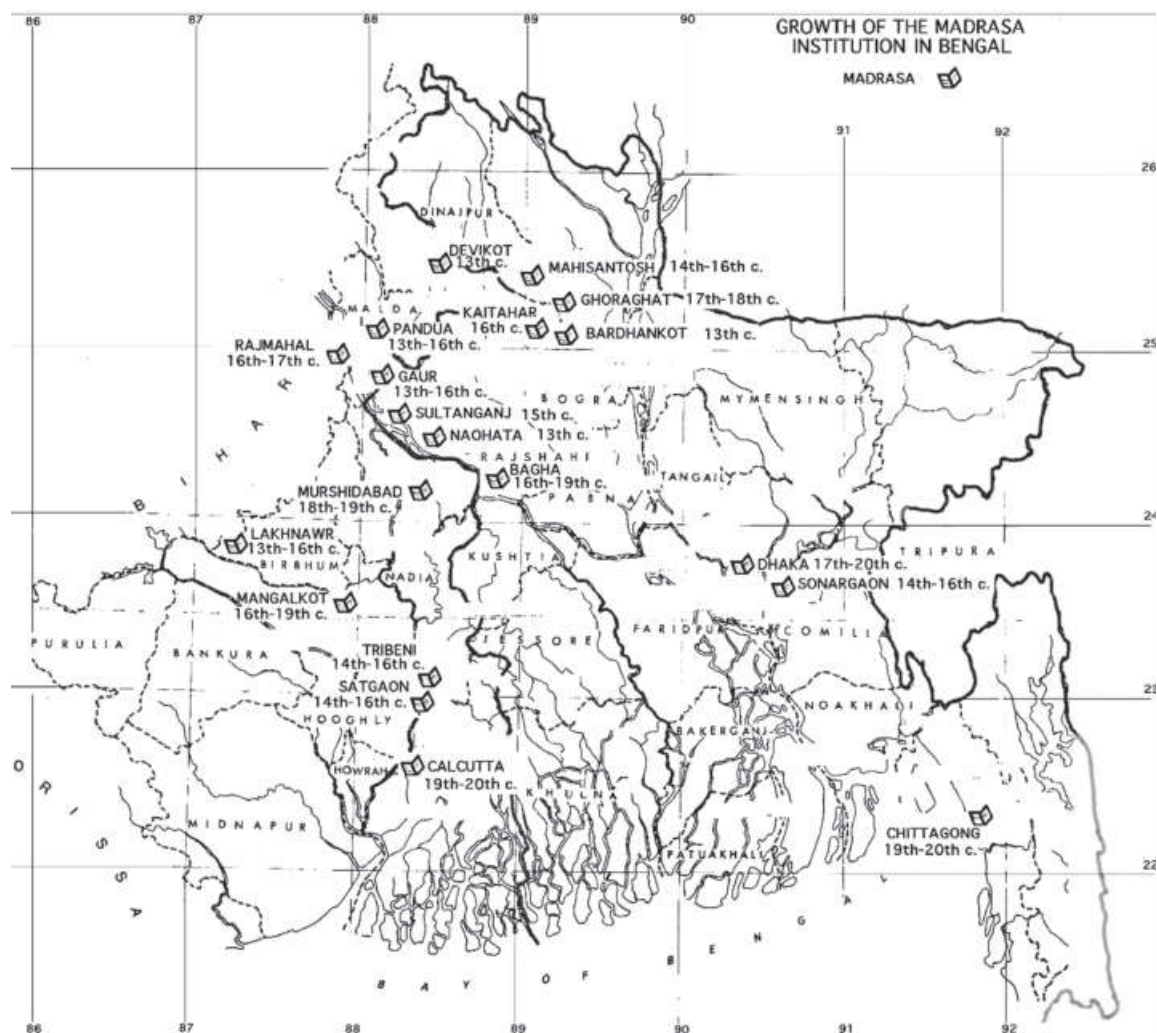 86
87
88
89
90
GROWTH OF THE MADRASA
INSTITUTION IN BENGAL
MADRASA
91
92
26
DINAJPUR
DEVIKOT
13th c.
MAHISANTOSH 14th-16th c.
GHORAGHAT 17th-18th c.
MALDA
KAITAHAR
16th c.
PANDUA
13th-16th c.
BARDHANKOT 13th c.
RAJMAHAL
16th-17th c.
25
GAUR
13th-16th c.
BOGRA
MYMENSINGH
SULTANGANJ 15th c.
NAOHATA 13th c.
RAJSHAHI
BIHAR
BAGHA
16th-19th c.
PABNA
TANGAIL
MURSHIDABAD
18th-19th c.
24
LAKHNAWR
13th-16th c.
BIRBHUM
KUSHTIA
TRIPURA
DHAKA 17th-20th c.
NADIA
SONARGAON 14th-16th c.
MANGALKOT
16th-19th c.
PURULIA
BANKURA
JESSORE
FARIDPUR
COMILIA
TRIBENI
14th-16th c.
SATGAON
14th-16th c.
23
HOOGHLY
NOAKHALI
BAKERGANJ
HOWRAH
CALCUTTA
19th-20th c.
KHULNA
ORISSA
MIDNAPUR
CHITTAGONG
19th-20th c.
PATUAKHALI
22
BAY OF BENGAL
86
87
88
89
90
91
92